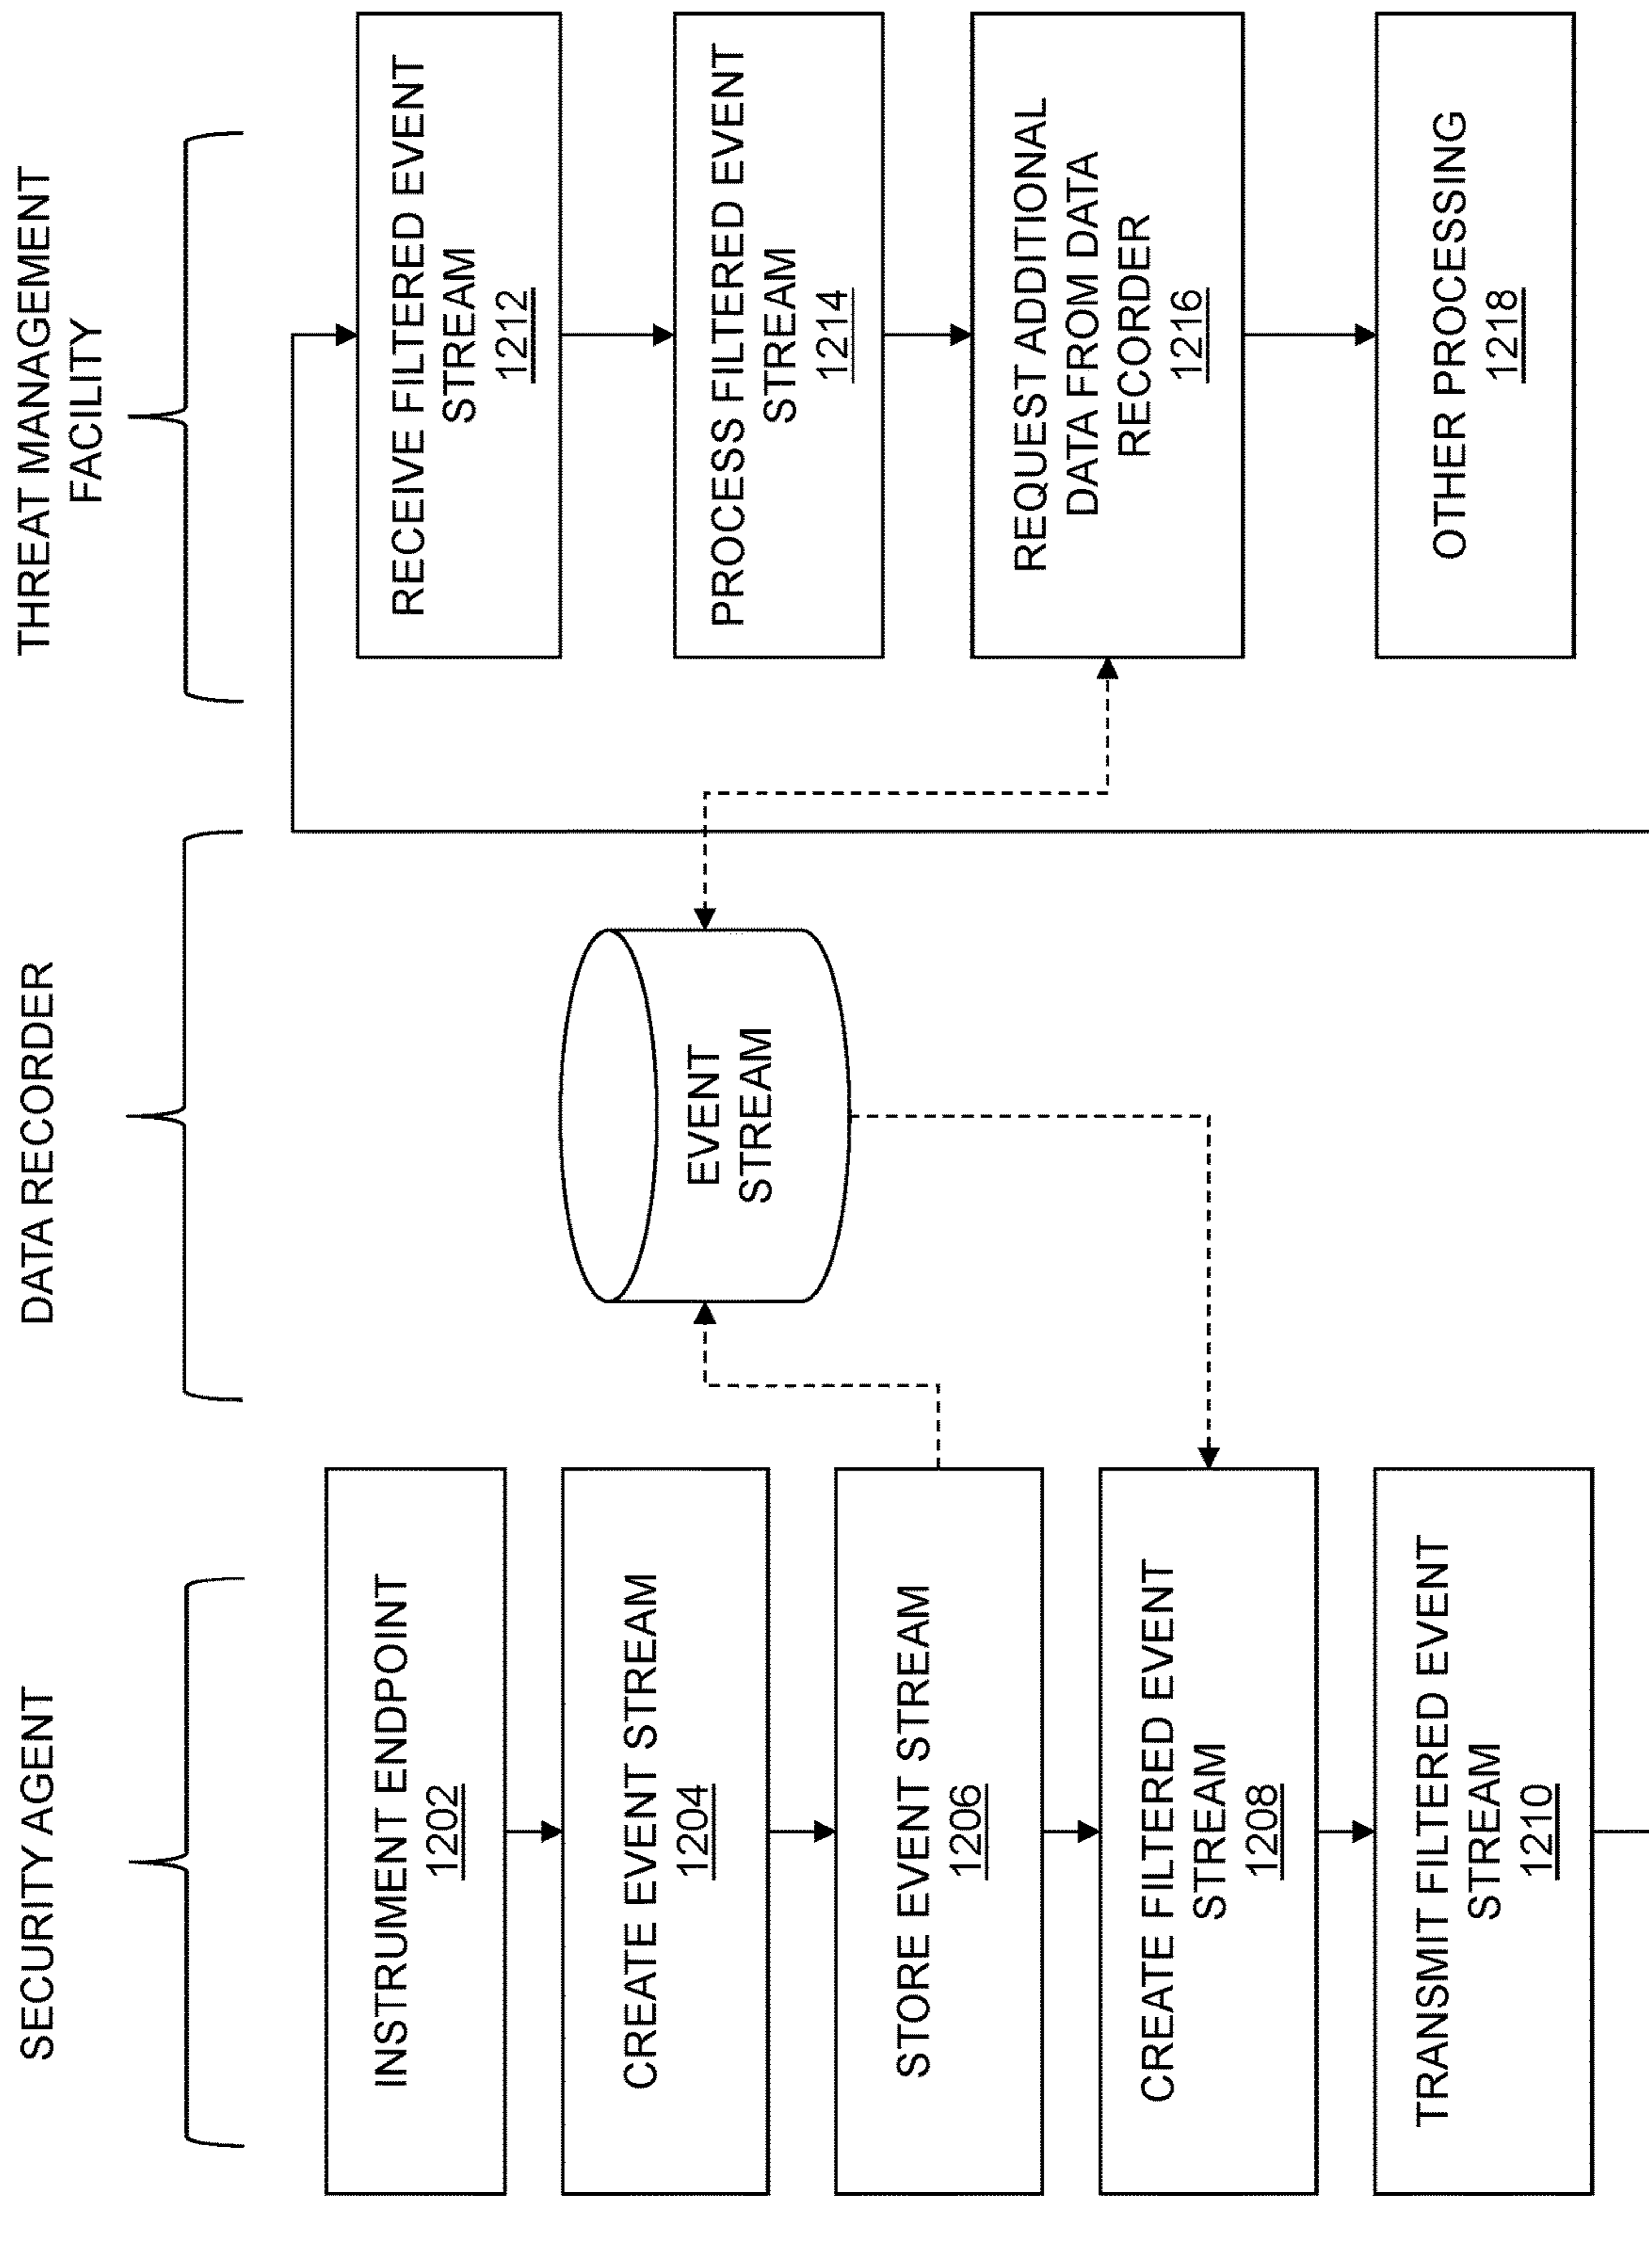 SECURITY AGENT
INSTRUMENT ENDPOINT
1202
CREATE EVENT STREAM
1204
STORE EVENT STREAM
1206
CREATE FILTERED EVENT
STREAM
1208
TRANSMIT FILTERED EVENT
STREAM
1210
DATA RECORDER
EVENT
STREAM
THREAT MANAGEMENT
FACILITY
RECEIVE FILTERED EVENT
STREAM
1212
PROCESS FILTERED EVENT
STREAM
1214
REQUEST ADDITIONAL
DATA FROM DATA
RECORDER
1216
OTHER PROCESSING
1218